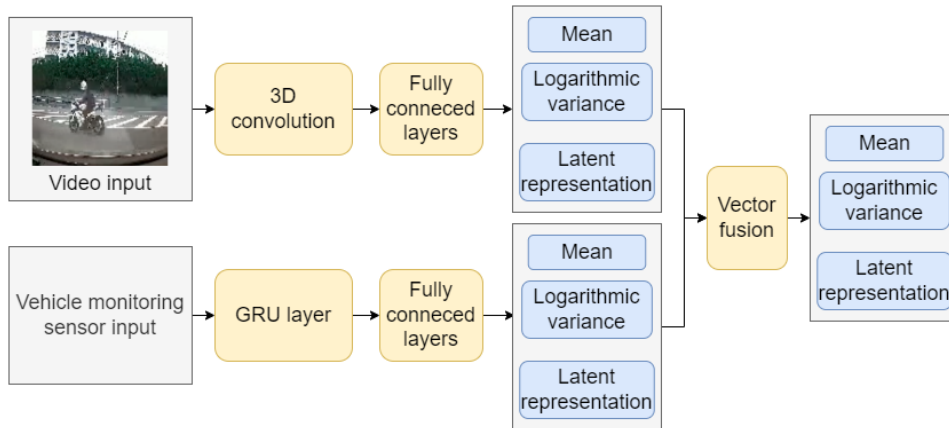 Video input
3D
convolution
Fully
conneced
layers
Mean
Logarithmic
variance
Latent
representation
Vehicle monitoring
sensor input
GRU layer
Fully
conneced
layers
Mean
Logarithmic
variance
Latent
representation
Vector
fusion
Mean
Logarithmic
variance
Latent
representation